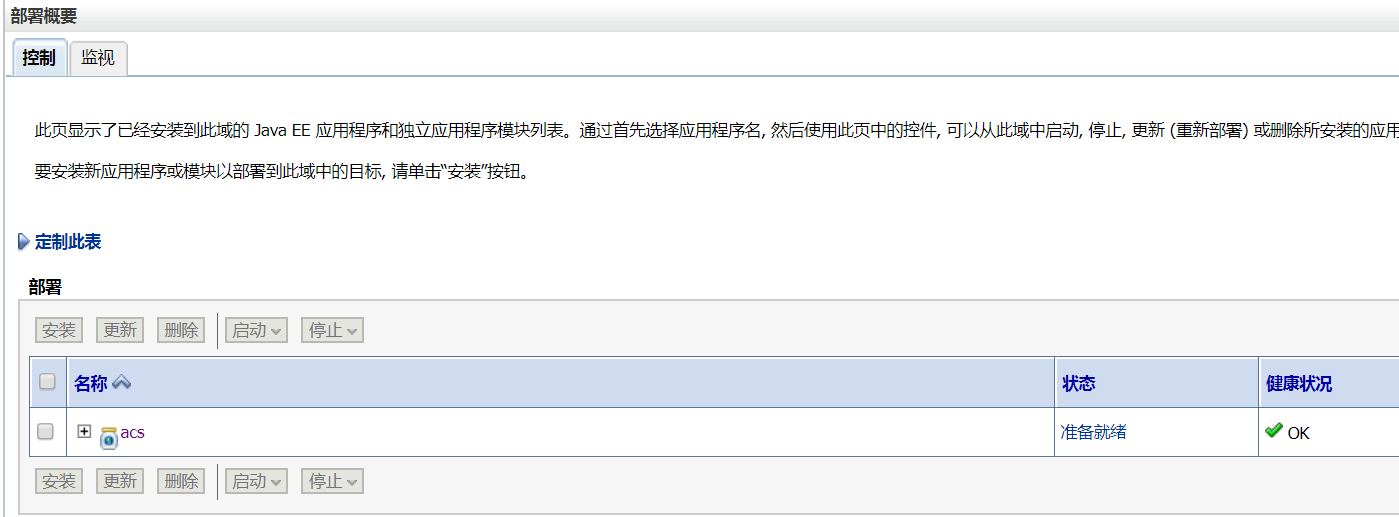 部署概要
控制 监视
此页显示了已经安装到此域的 Java EE 应用程序和独立应用程序模块列表。通过首先选择应用程序名, 然后使用此页中的控件, 可以从此域中启动, 停止, 更新 (重新部署) 或删除所安装的应用
要安装新应用程序或模块以部署到此域中的目标, 请单击“安装”按钮。
定制此表
部署
安装 更新 删除 启动 停止
名称 状态 健康状况
acs 准备就绪 OK
安装 更新 删除 启动 停止